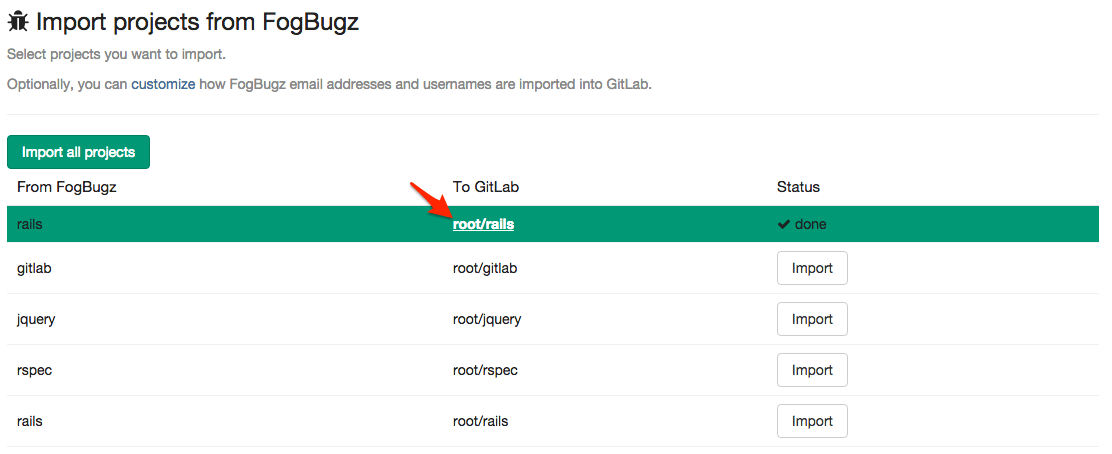 Import projects from FogBugz
Select projects you want to import.
Optionally, you can customize how FogBugz email addresses and usernames are imported into GitLab.
Import all projects
From FogBugz To GitLab Status
rails root/rails done
gitlab root/gitlab Import
jquery root/jquery Import
rspec root/rspec Import
rails root/rails Import